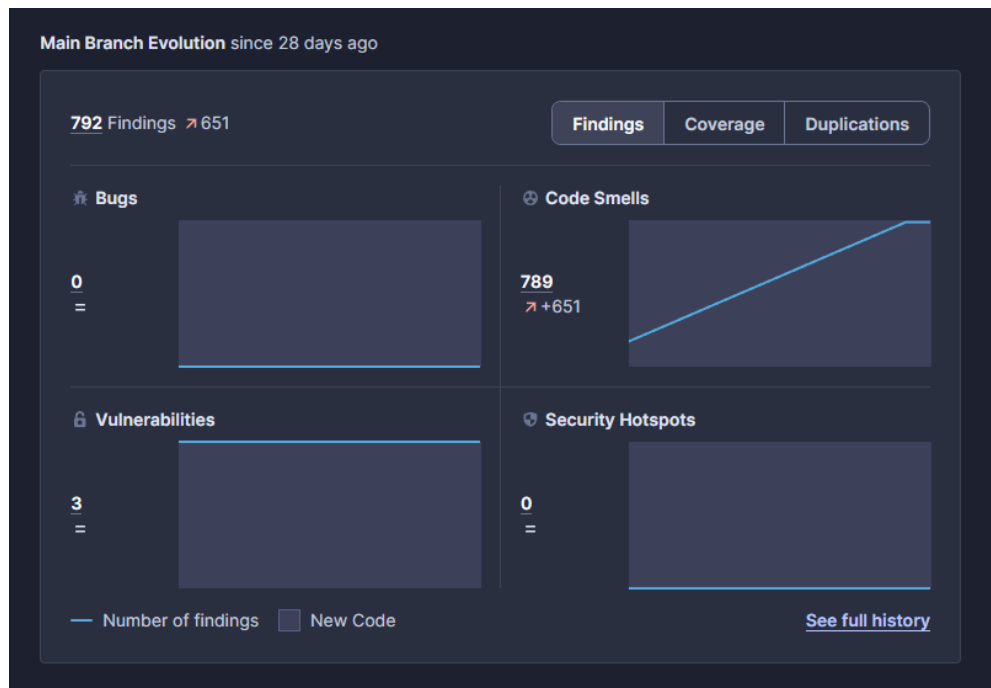 Main Branch Evolution since 28 days ago
792 Findings 651
Findings Coverage Duplications
Bugs
0
=
Code Smells
789
+651
Vulnerabilities
3
=
Security Hotspots
0
=
Number of findings New Code
See full history